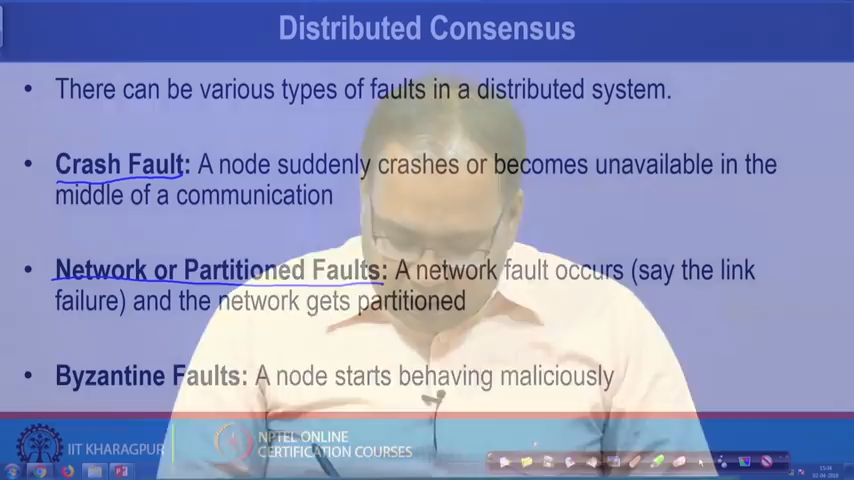 Distributed Consensus
• There can be various types of faults in a distributed system.
• Crash Fault: A node suddenly crashes or becomes unavailable in the
middle of a communication
• Network or Partitioned Faults: A network fault occurs (say the link
failure) and the network gets partitioned
• Byzantine Faults: A node starts behaving maliciously
IIT KHARAGPUR
NPTEL ONLINE
CERTIFICATION COURSES